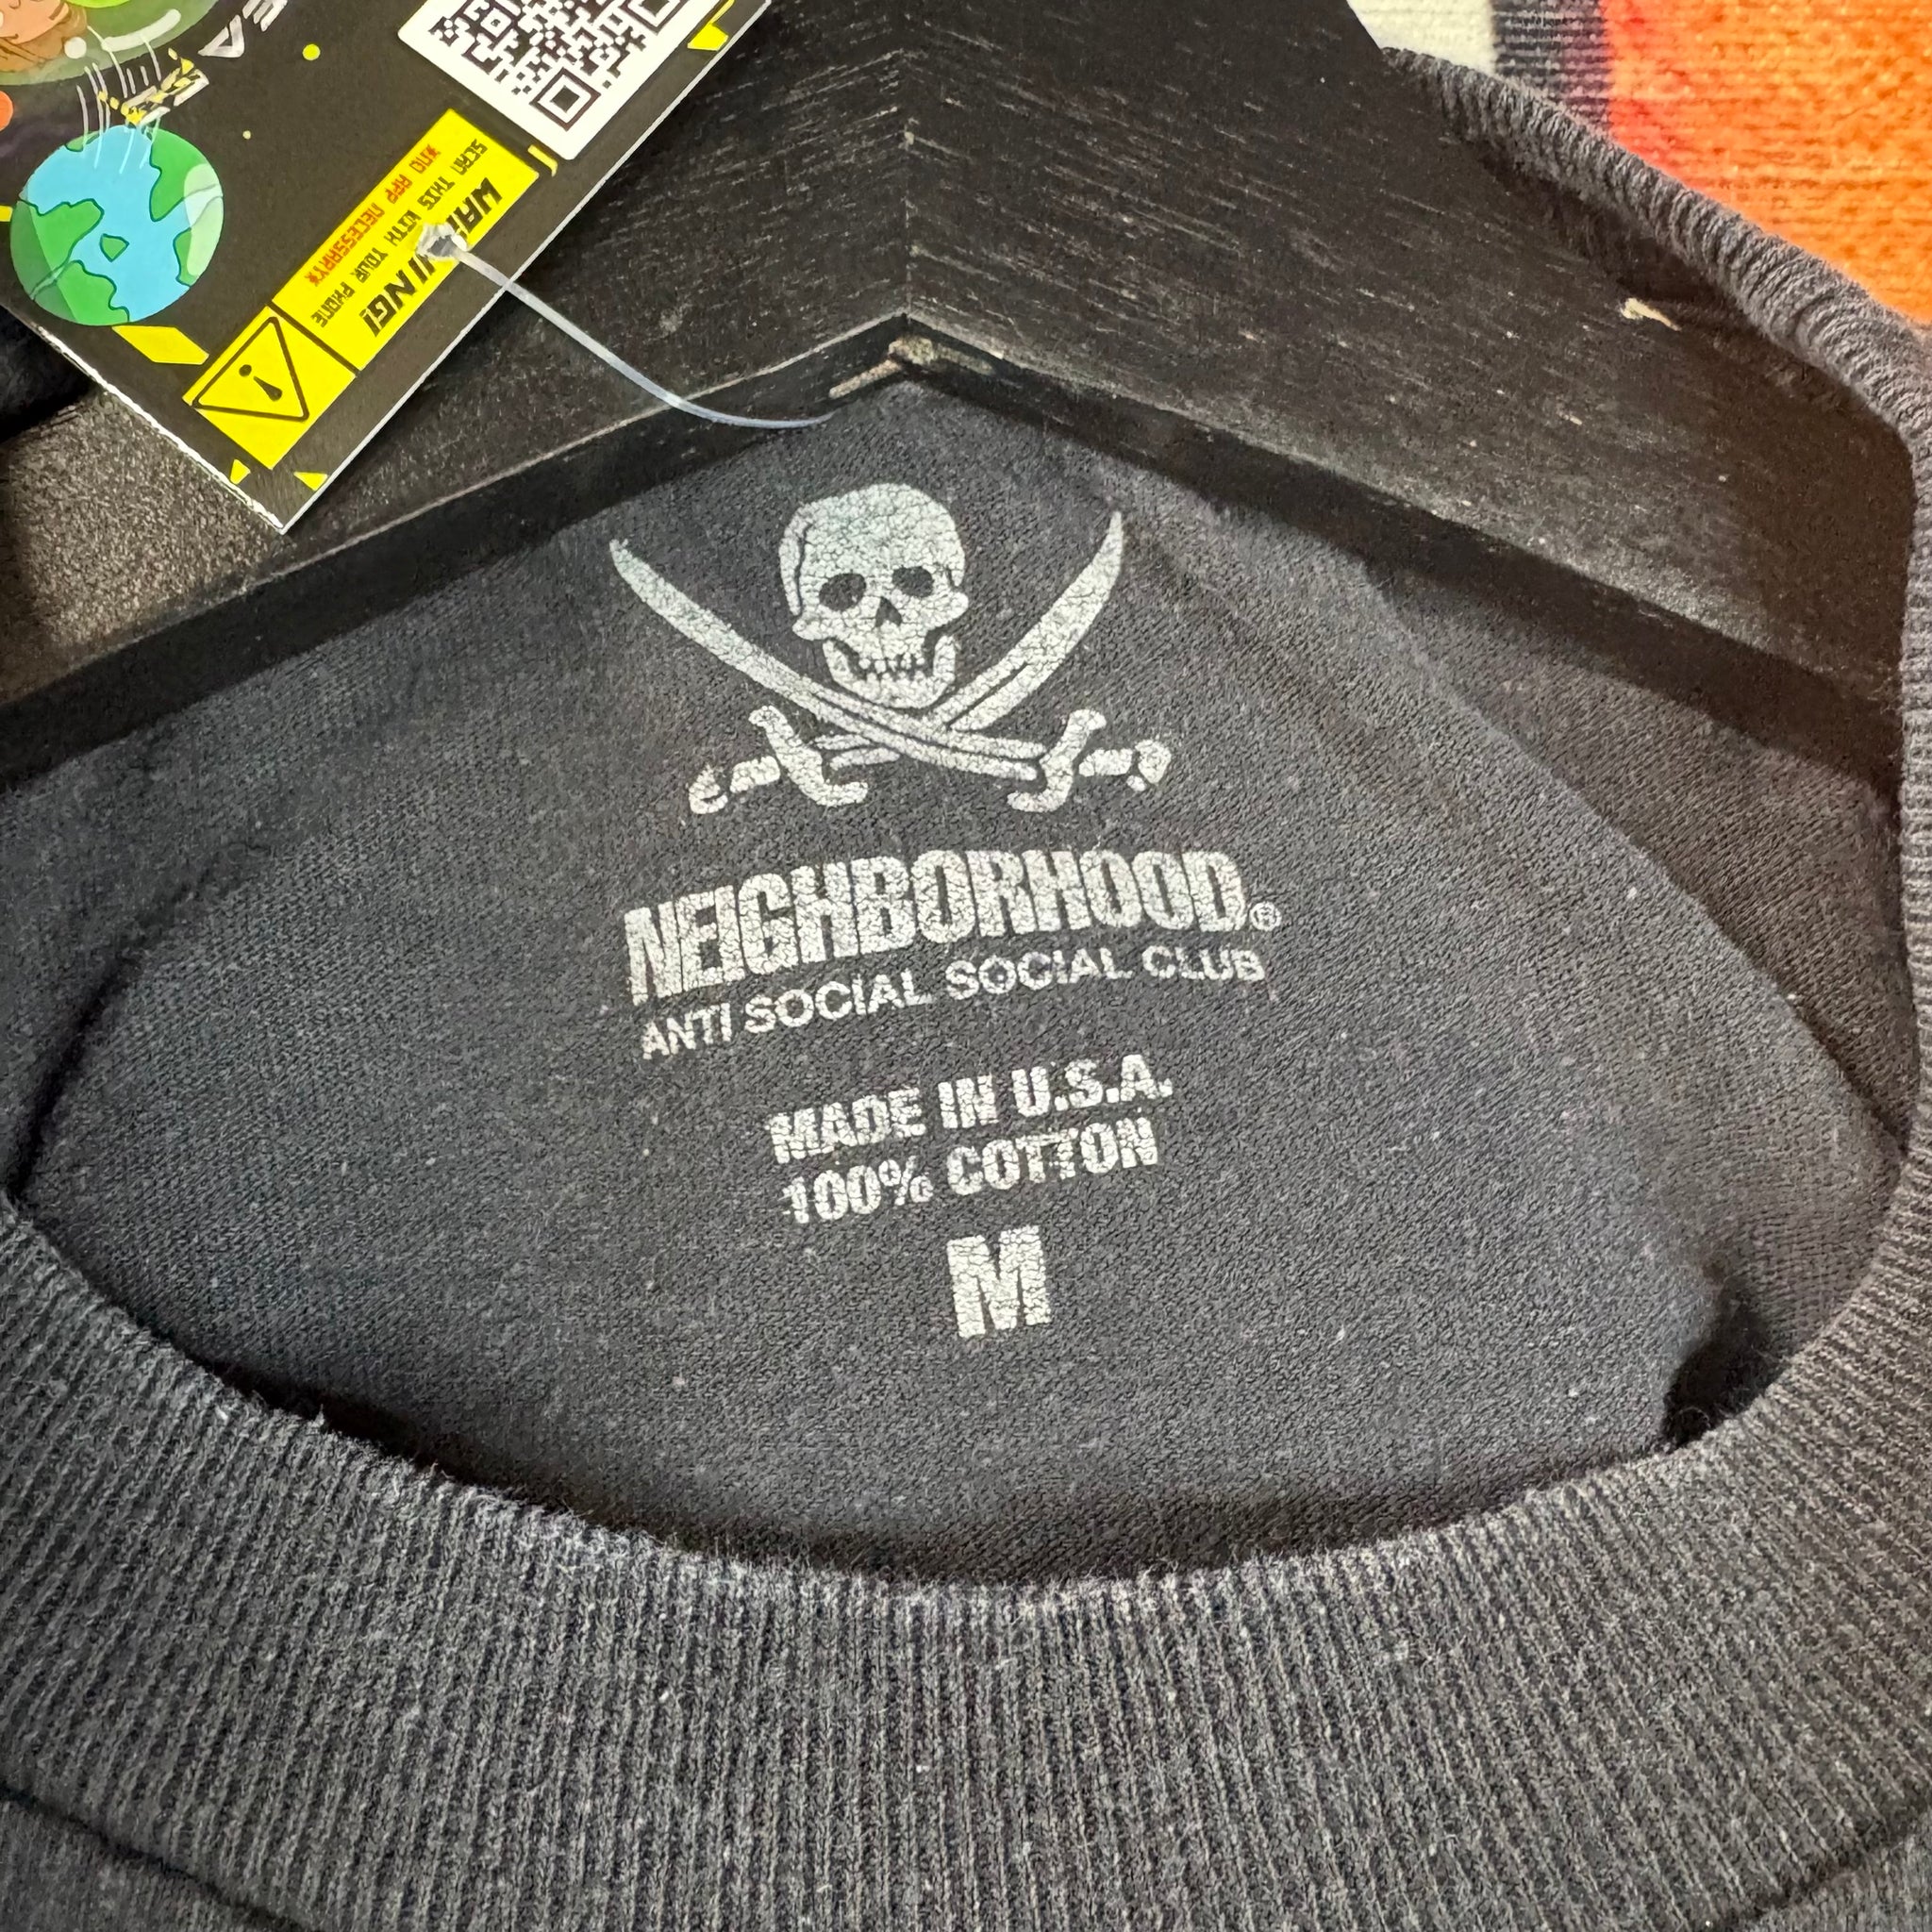 WARNING!
SCAN THIS WITH YOUR PHONE
*NO APP NECESSARY*
NEIGHBORHOOD®
ANTI SOCIAL SOCIAL CLUB
MADE IN U.S.A.
100% COTTON
M